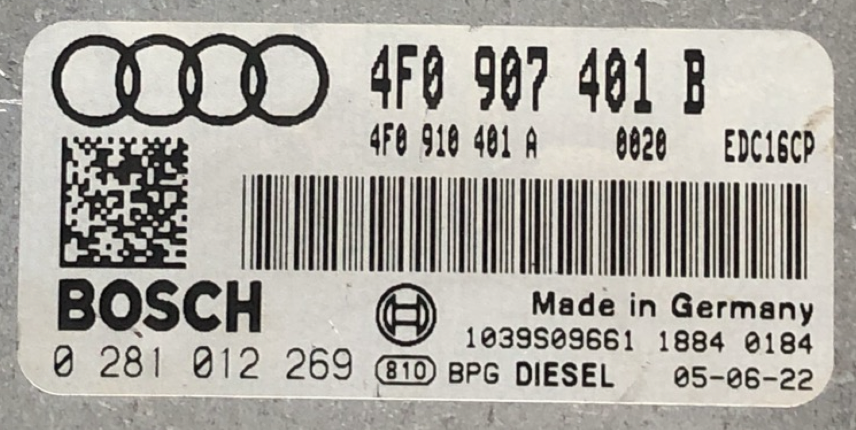 4F0 907 401 B
4F0 910 401 A 0020 EDC16CP
BOSCH
Made in Germany
1039S09661 1884 0184
0 281 012 269
810 BPG DIESEL 05-06-22